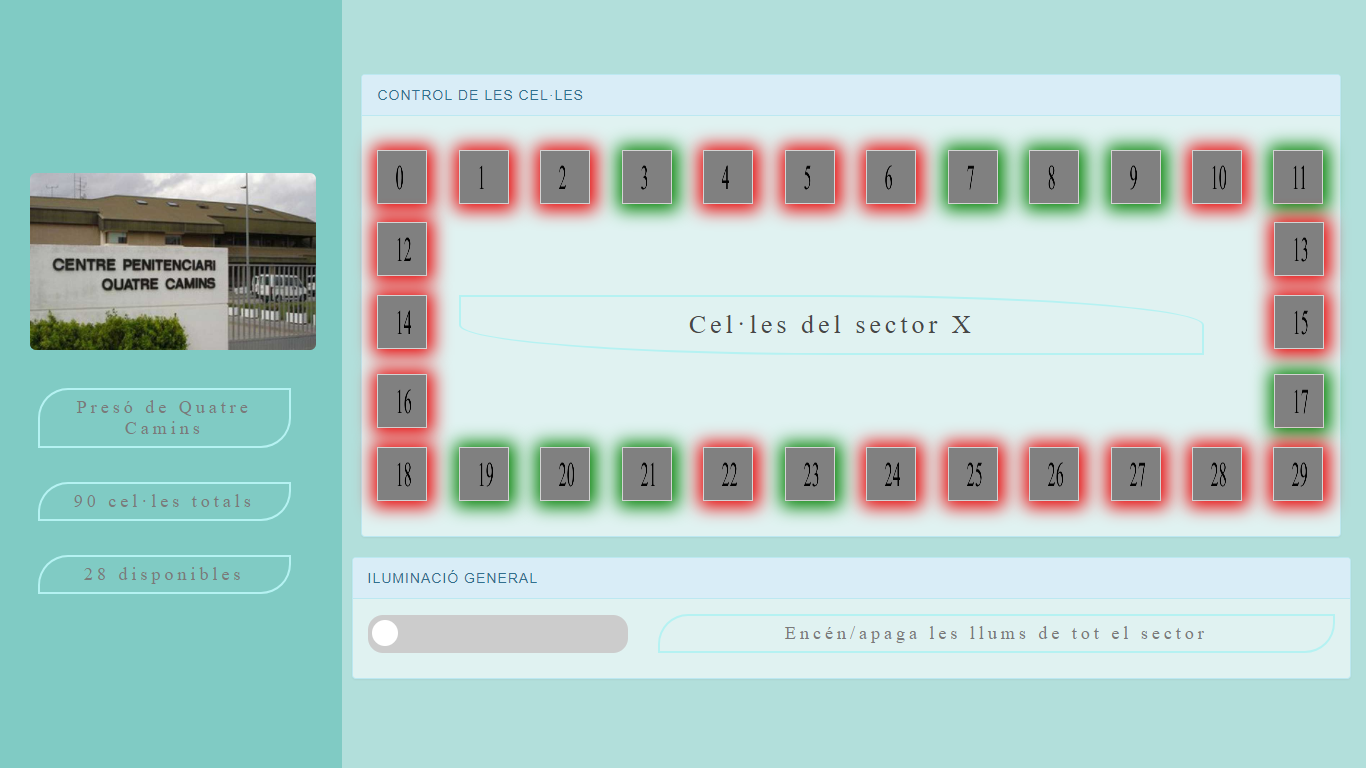 CENTRE PENITENCIARI
QUATRE CAMINS
Presó de Quatre
Camins
90 cel·les totals
28 disponibles
CONTROL DE LES CEL·LES
0 1 2 3 4 5 6 7 8 9 10 11
12 13
14 Cel·les del sector X 15
16 17
18 19 20 21 22 23 24 25 26 27 28 29
ILUMINACIÓ GENERAL
Encén/apaga les llums de tot el sector